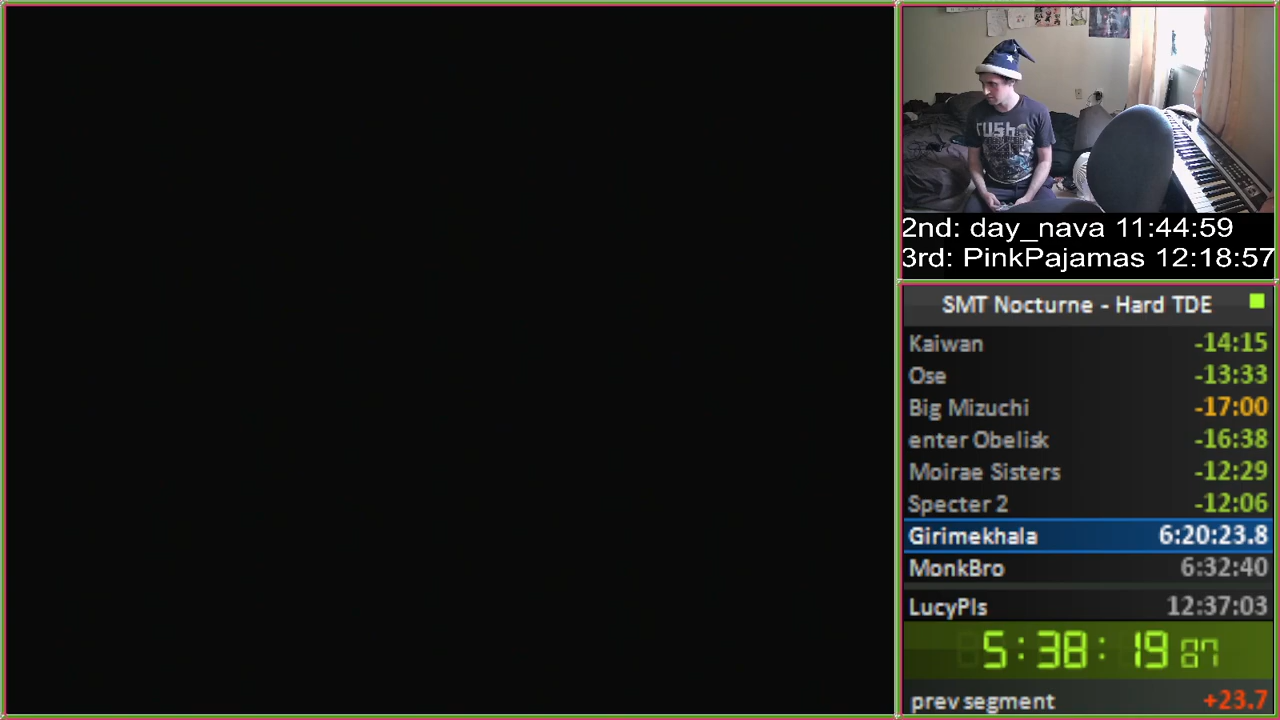 rush
2nd: day_nava 11:44:59
3rd: PinkPajamas 12:18:57
SMT Nocturne - Hard TDE
Kaiwan -14:15
Ose -13:33
Big Mizuchi -17:00
enter Obelisk -16:38
Moirae Sisters -12:29
Specter 2 -12:06
Girimekhala 6:20:23.8
MonkBro 6:32:40
LucyPls 12:37:03
5:38:19 87
prev segment +23.7